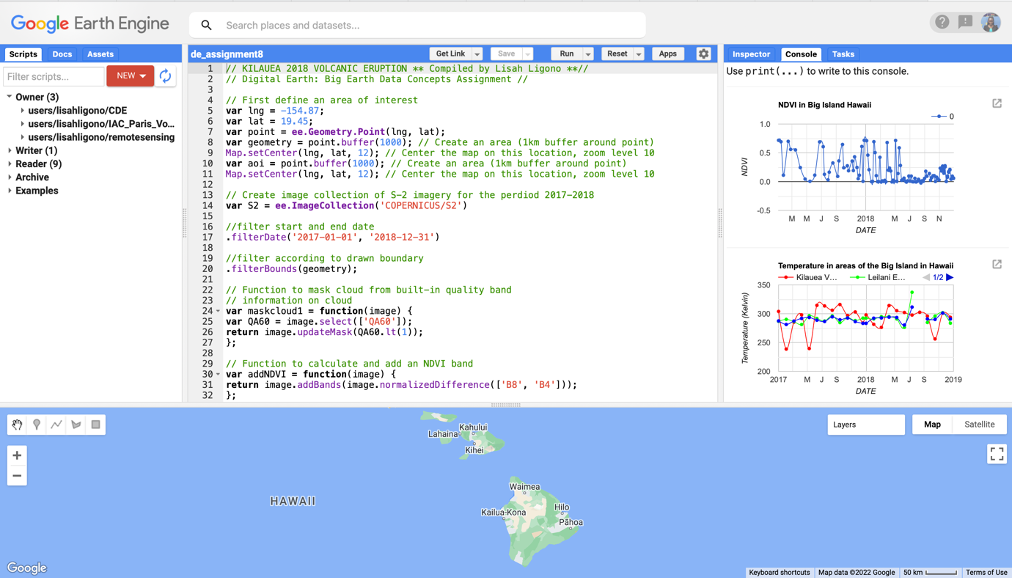 Google Earth Engine
Search places and datasets...
Scripts Docs Assets
Filter scripts...
NEW
Owner (3)
users/lisahligono/CDE
users/lisahligono/IAC_Paris_Vo...
users/lisahligono/remotesensing
Writer (1)
Reader (9)
Archive
Examples
de_assignment8
Get Link Save Run Reset Apps
1 // KILAUEA 2018 VOLCANIC ERUPTION ** Compiled by Lisah Ligono **//
2 // Digital Earth: Big Earth Data Concepts Assignment //
3
4 // First define an area of interest
5 var lng = -154.87;
6 var lat = 19.45;
7 var point = ee.Geometry.Point(lng, lat);
8 var geometry = point.buffer(1000); // Create an area (1km buffer around point)
9 Map.setCenter(lng, lat, 12); // Center the map on this location, zoom level 10
10 var aoi = point.buffer(1000); // Create an area (1km buffer around point)
11 Map.setCenter(lng, lat, 12); // Center the map on this location, zoom level 10
12
13 // Create image collection of S-2 imagery for the perdiod 2017-2018
14 var S2 = ee.ImageCollection('COPERNICUS/S2')
15
16 //filter start and end date
17 .filterDate('2017-01-01', '2018-12-31')
18
19 //filter according to drawn boundary
20 .filterBounds(geometry);
21
22 // Function to mask cloud from built-in quality band
23 // information on cloud
24 var maskcloud1 = function(image) {
25 var QA60 = image.select(['QA60']);
26 return image.updateMask(QA60.lt(1));
27 };
28
29 // Function to calculate and add an NDVI band
30 var addNDVI = function(image) {
31 return image.addBands(image.normalizedDifference(['B8', 'B4']));
32 };
Inspector Console Tasks
Use print(...) to write to this console.
NDVI in Big Island Hawaii
0
1.0
0.5
0.0
-0.5
NDVI
M M J S 2018 M J S N
DATE
Temperature in areas of the Big Island in Hawaii
Kilauea V... Leilani E... 1/2
350
300
250
200
Temperature (Kelvin)
2017 M J S 2018 M J S 2019
DATE
Layers
Map Satellite
Kahului
Lahaina
Kihei
HAWAII
Waimea
Kailua-Kona
Hilo
Pāhoa
Google
Keyboard shortcuts Map data ©2022 Google 50 km Terms of Use